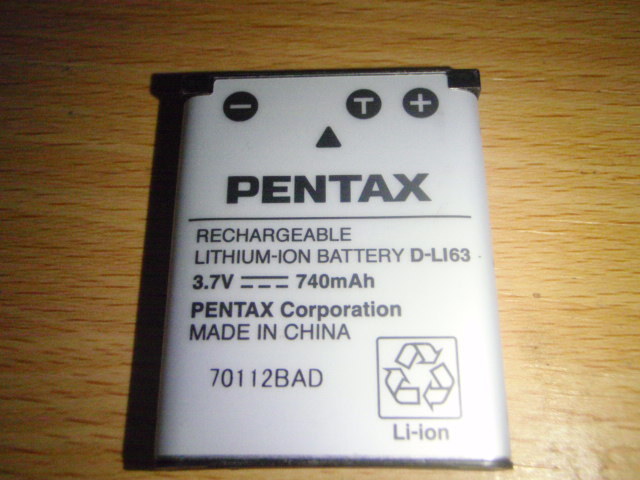 − T +
PENTAX
RECHARGEABLE
LITHIUM-ION BATTERY D-LI63
3.7V ⎓ 740mAh
PENTAX Corporation
MADE IN CHINA
70112BAD
Li-ion